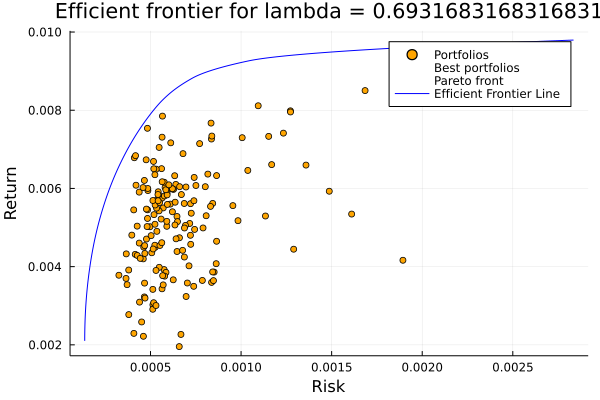 Efficient frontier for lambda = 0.6931683168316831
0.010
0.008
0.006
0.004
0.002
Return
Portfolios
Best portfolios
Pareto front
Efficient Frontier Line
0.0005 0.0010 0.0015 0.0020 0.0025
Risk